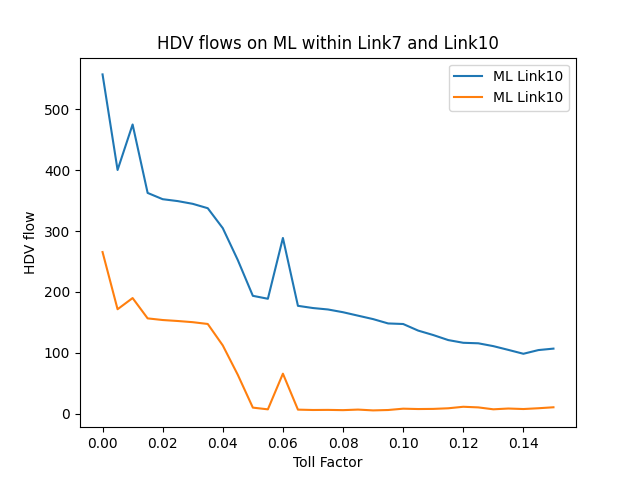 HDV flows on ML within Link7 and Link10
ML Link10
ML Link10
500
400
300
200
100
0
HDV flow
0.00 0.02 0.04 0.06 0.08 0.10 0.12 0.14
Toll Factor